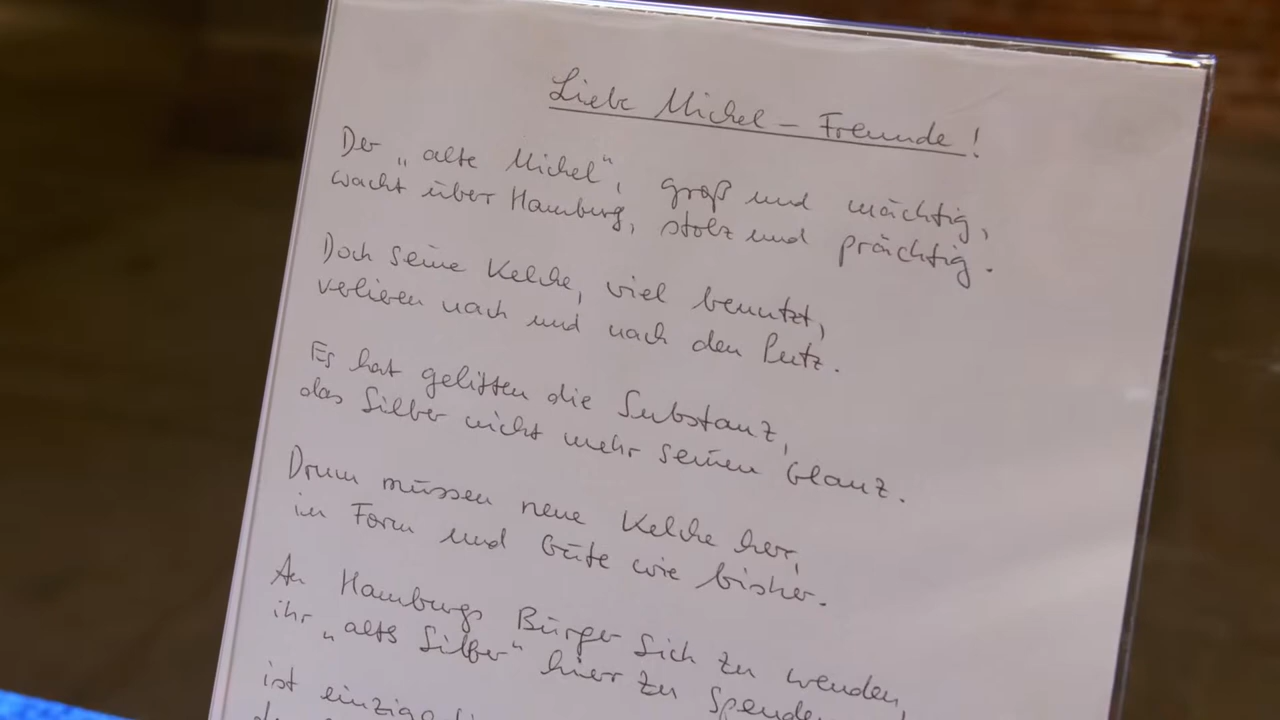 Liebe Michel - Freunde!
Der „alte Michel“, groß und mächtig,
wacht über Hamburg, stolz und prächtig.
Doch seine Kelche, viel benutzt,
verlieren nach und nach den Putz.
Es hat gelitten die Substanz,
das Silber nicht mehr seinen Glanz.
Drum müssen neue Kelche her,
in Form und Güte wie bisher.
An Hamburgs Bürger sich zu wenden,
ihr „altes Silber“ hier zu spenden,
ist